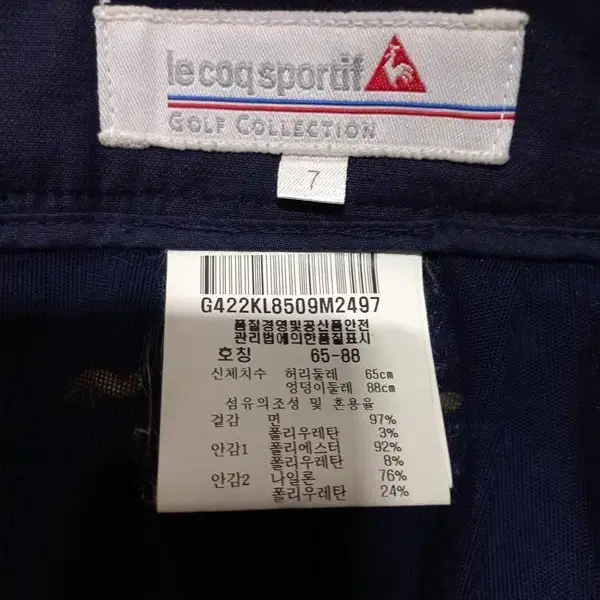 le coq sportif
GOLF COLLECTION
7
G422KL8509M2497
품질경영및공산품안전
관리법에의한품질표시
호칭 65-88
신체치수 허리둘레 65cm
엉덩이둘레 88cm
섬유의조성 및 혼용율
겉감 면 97%
폴리우레탄 3%
안감1 폴리에스터 92%
폴리우레탄 8%
안감2 나일론 76%
폴리우레탄 24%